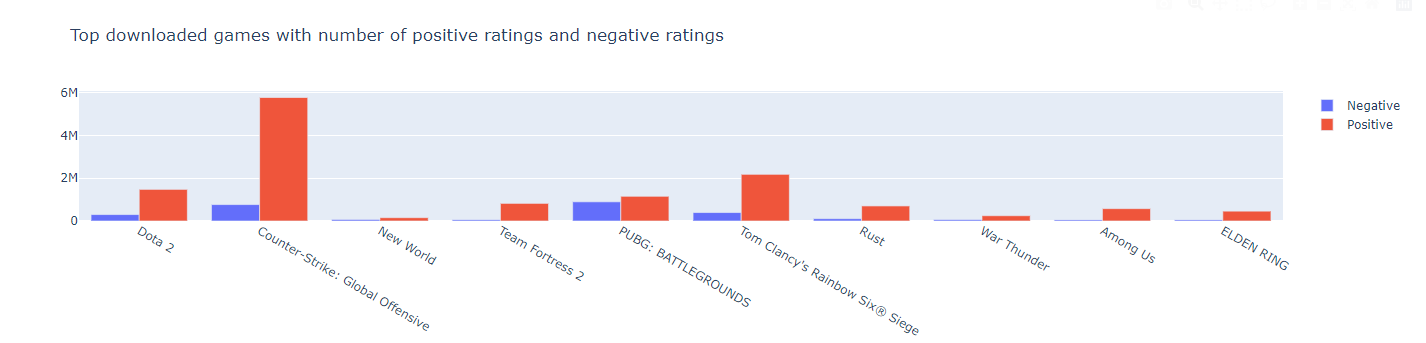 Top downloaded games with number of positive ratings and negative ratings
6M
4M
2M
0
Negative
Positive
Dota 2
Counter-Strike: Global Offensive
New World
Team Fortress 2
PUBG: BATTLEGROUNDS
Tom Clancy's Rainbow Six® Siege
Rust
War Thunder
Among Us
ELDEN RING